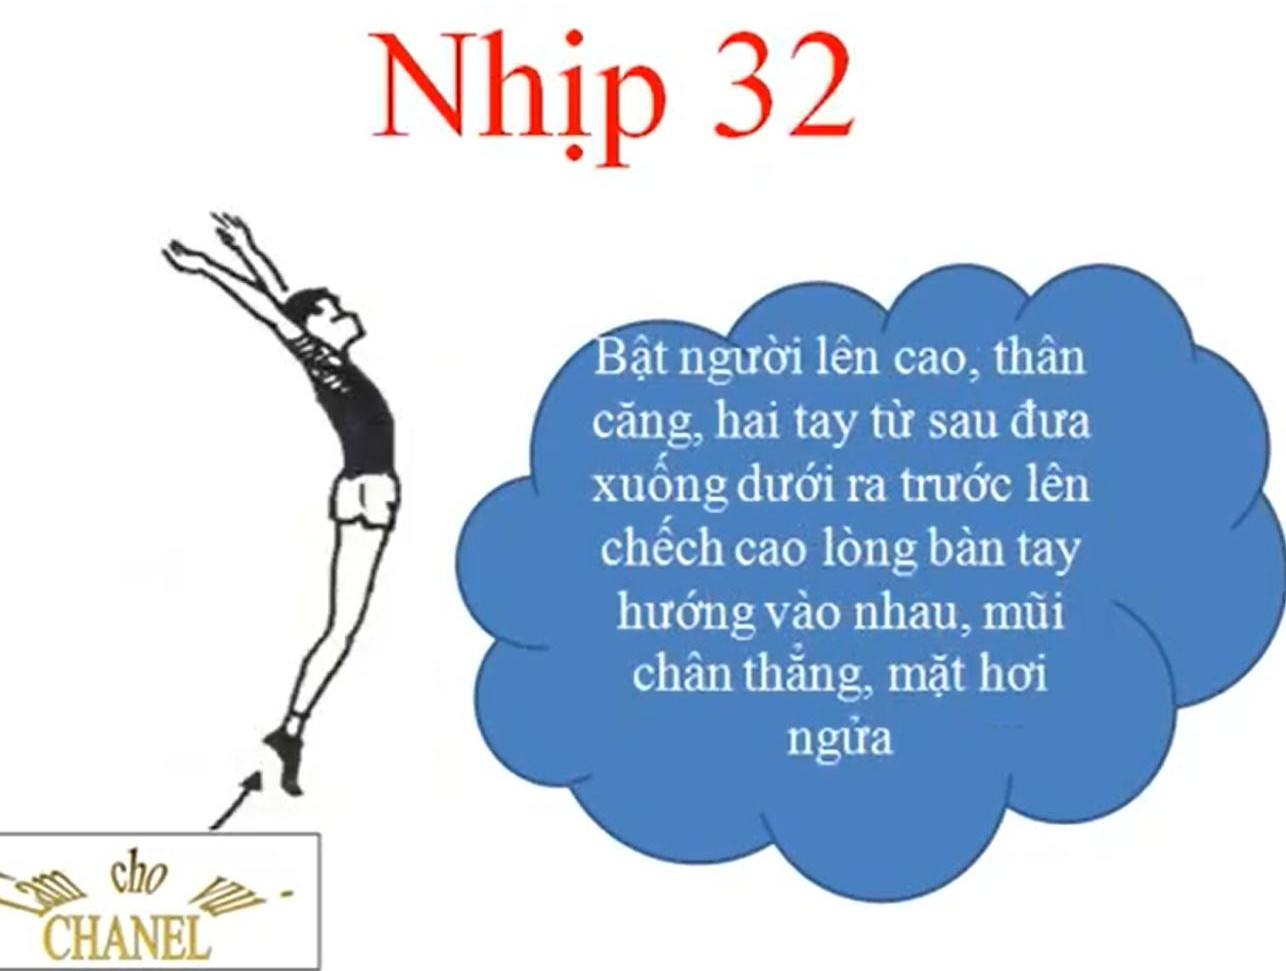 Nhịp 32
Bật người lên cao, thân
căng, hai tay từ sau đưa
xuống dưới ra trước lên
chếch cao lòng bàn tay
hướng vào nhau, mũi
chân thẳng, mặt hơi
ngửa
cho
CHANEL